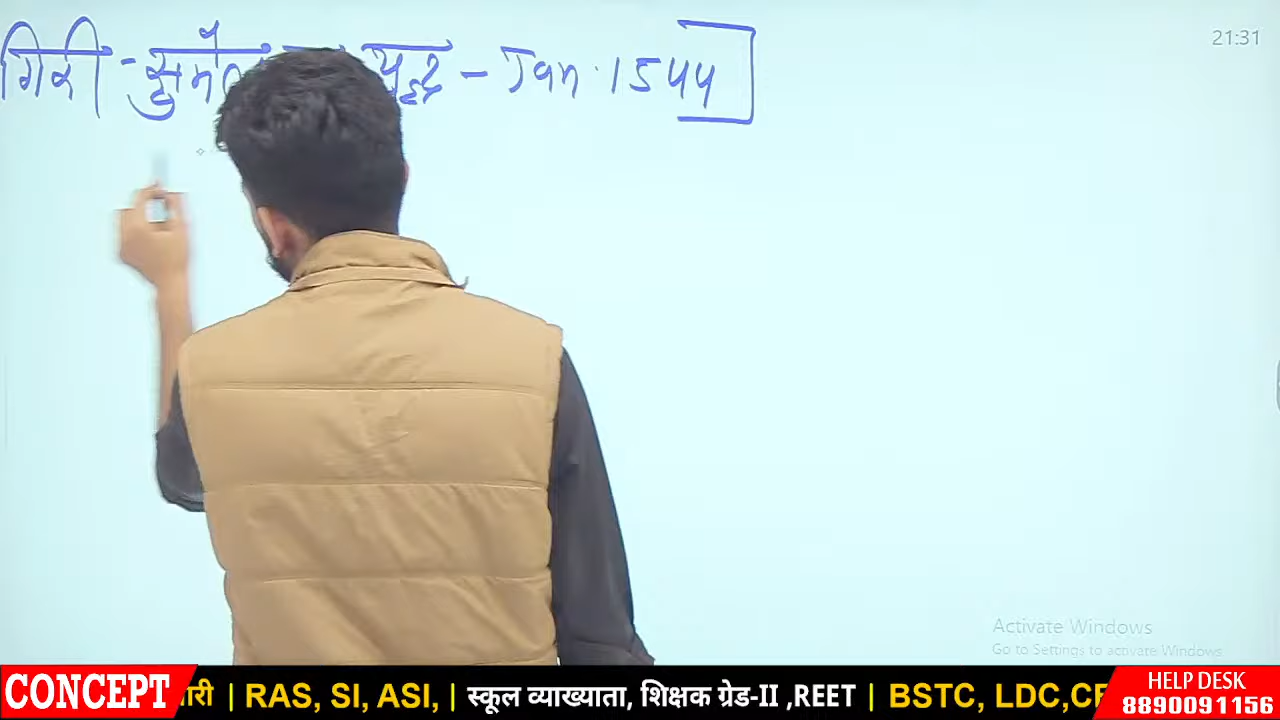 गिरी - सुमेल युद्ध - Jan. 1544
21:31
Activate Windows
Go to Settings to activate Windows.
CONCEPT
| RAS, SI, ASI, | स्कूल व्याख्याता, शिक्षक ग्रेड-II ,REET | BSTC, LDC,
HELP DESK
8890091156